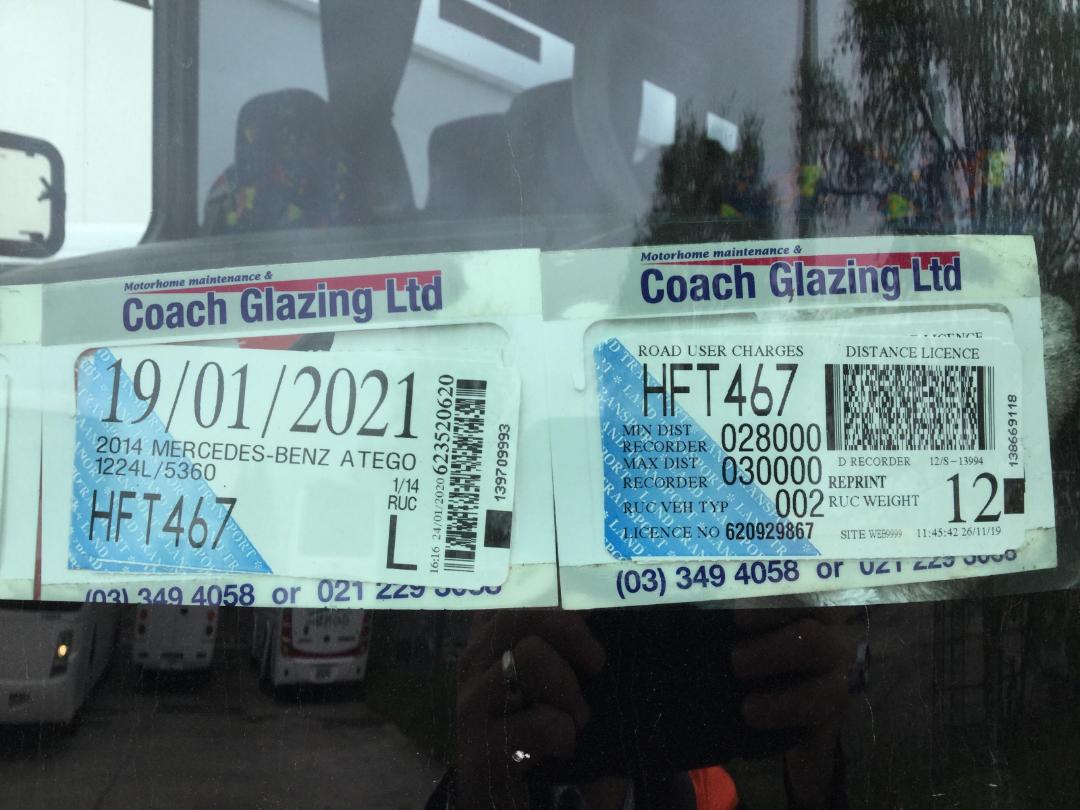 Motorhome maintenance &
Coach Glazing Ltd
19/01/2021
2014 MERCEDES-BENZ ATEGO
1224L/5360
1/14
RUC
HFT467
L
16:16 24/01/2020 623520620
139709993
(03) 349 4058 or 021 229
Motorhome maintenance &
Coach Glazing Ltd
LICENCE
ROAD USER CHARGES DISTANCE LICENCE
HFT467
MIN DIST
RECORDER 028000
MAX DIST
RECORDER 030000
D RECORDER 12/S-13994
REPRINT
RUC VEH TYP 002
RUC WEIGHT 12
LICENCE NO 620929867
SITE WEB9999 11:45:42 26/11/19
138669118
(03) 349 4058 or 021 229